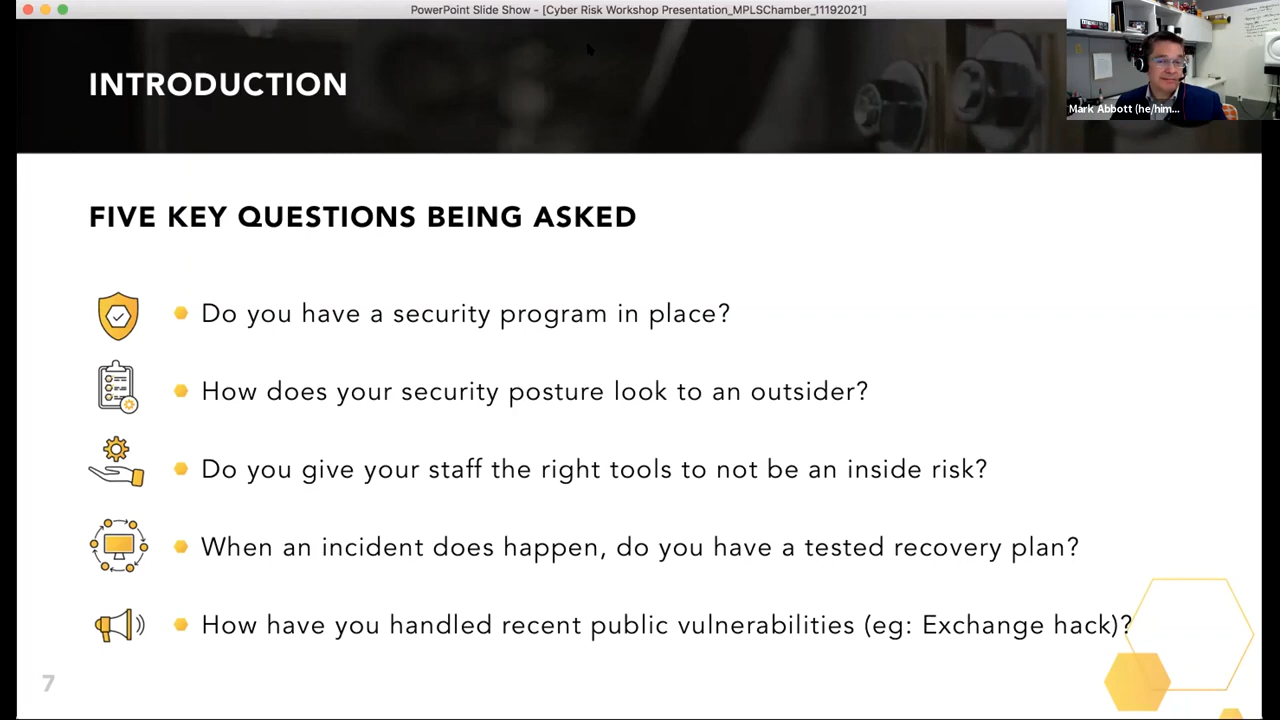 PowerPoint Slide Show - [Cyber Risk Workshop Presentation_MPLSChamber_11192021]
INTRODUCTION
Mark Abbott (he/him...
FIVE KEY QUESTIONS BEING ASKED
Do you have a security program in place?
How does your security posture look to an outsider?
Do you give your staff the right tools to not be an inside risk?
When an incident does happen, do you have a tested recovery plan?
How have you handled recent public vulnerabilities (eg: Exchange hack)?
7